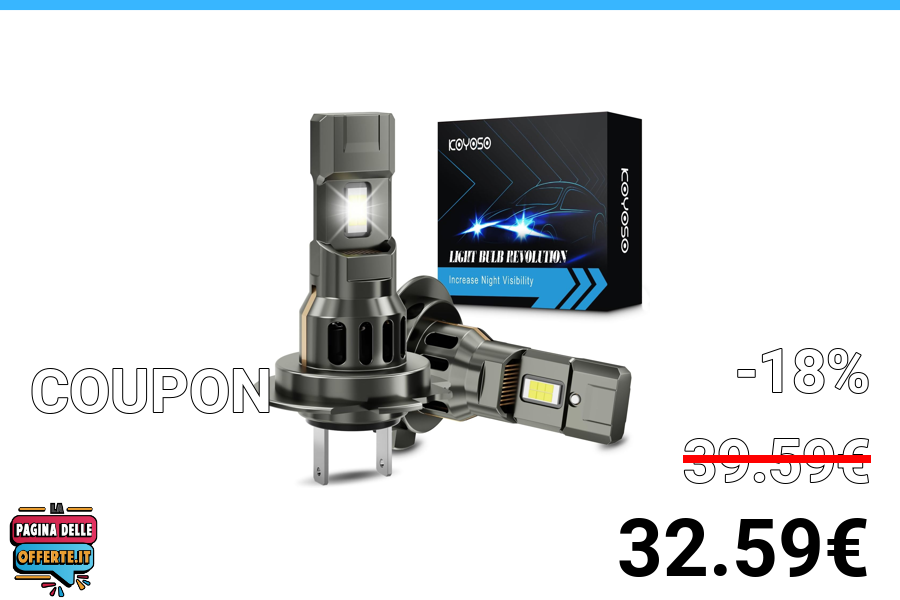 KOYOSO
KOYOSO
LIGHT BULB REVOLUTION
Increase Night Visibility
COUPON
-18%
39.59€
32.59€
LA
PAGINA DELLE
OFFERTE.IT